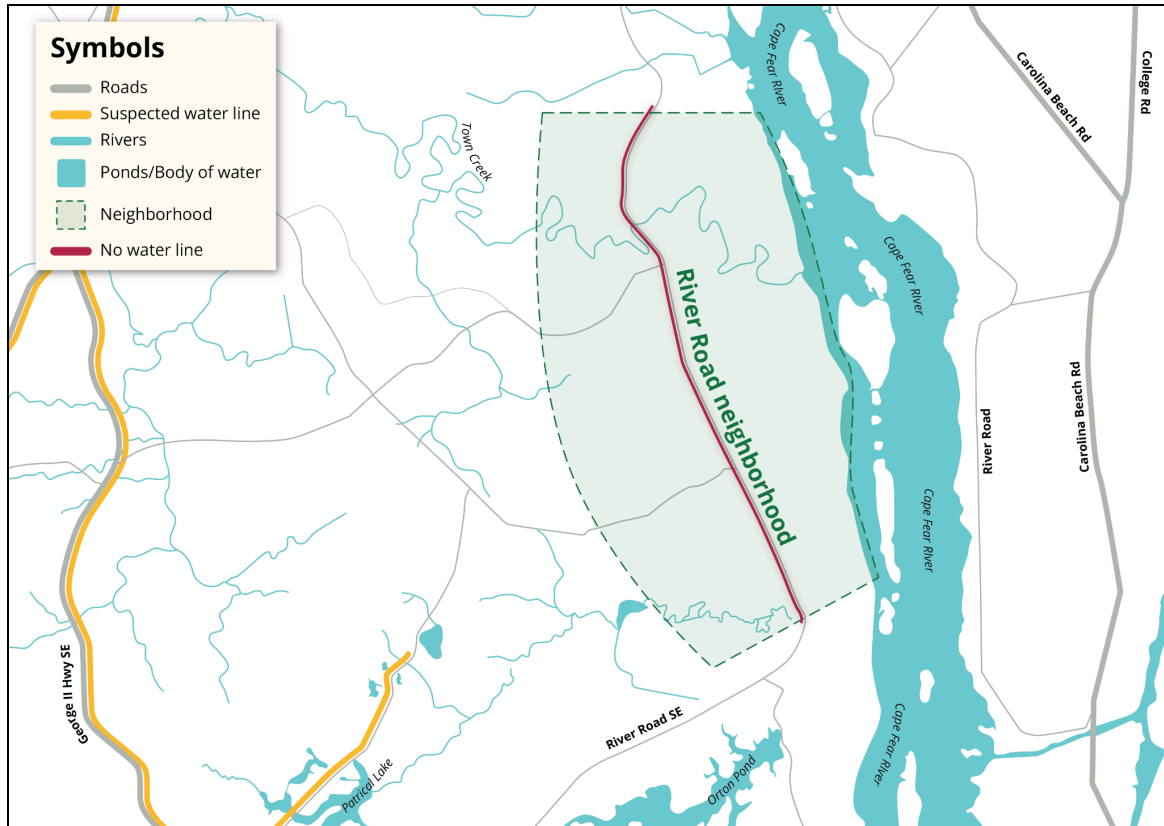 Symbols
Roads
Suspected water line
Rivers
Ponds/Body of water
Neighborhood
No water line
Cape Fear River
Carolina Beach Rd
College Rd
Town Creek
Cape Fear River
River Road neighborhood
River Road
Carolina Beach Rd
Cape Fear River
George II Hwy SE
River Road SE
Cape Fear River
Patrical Lake
Orton Pond